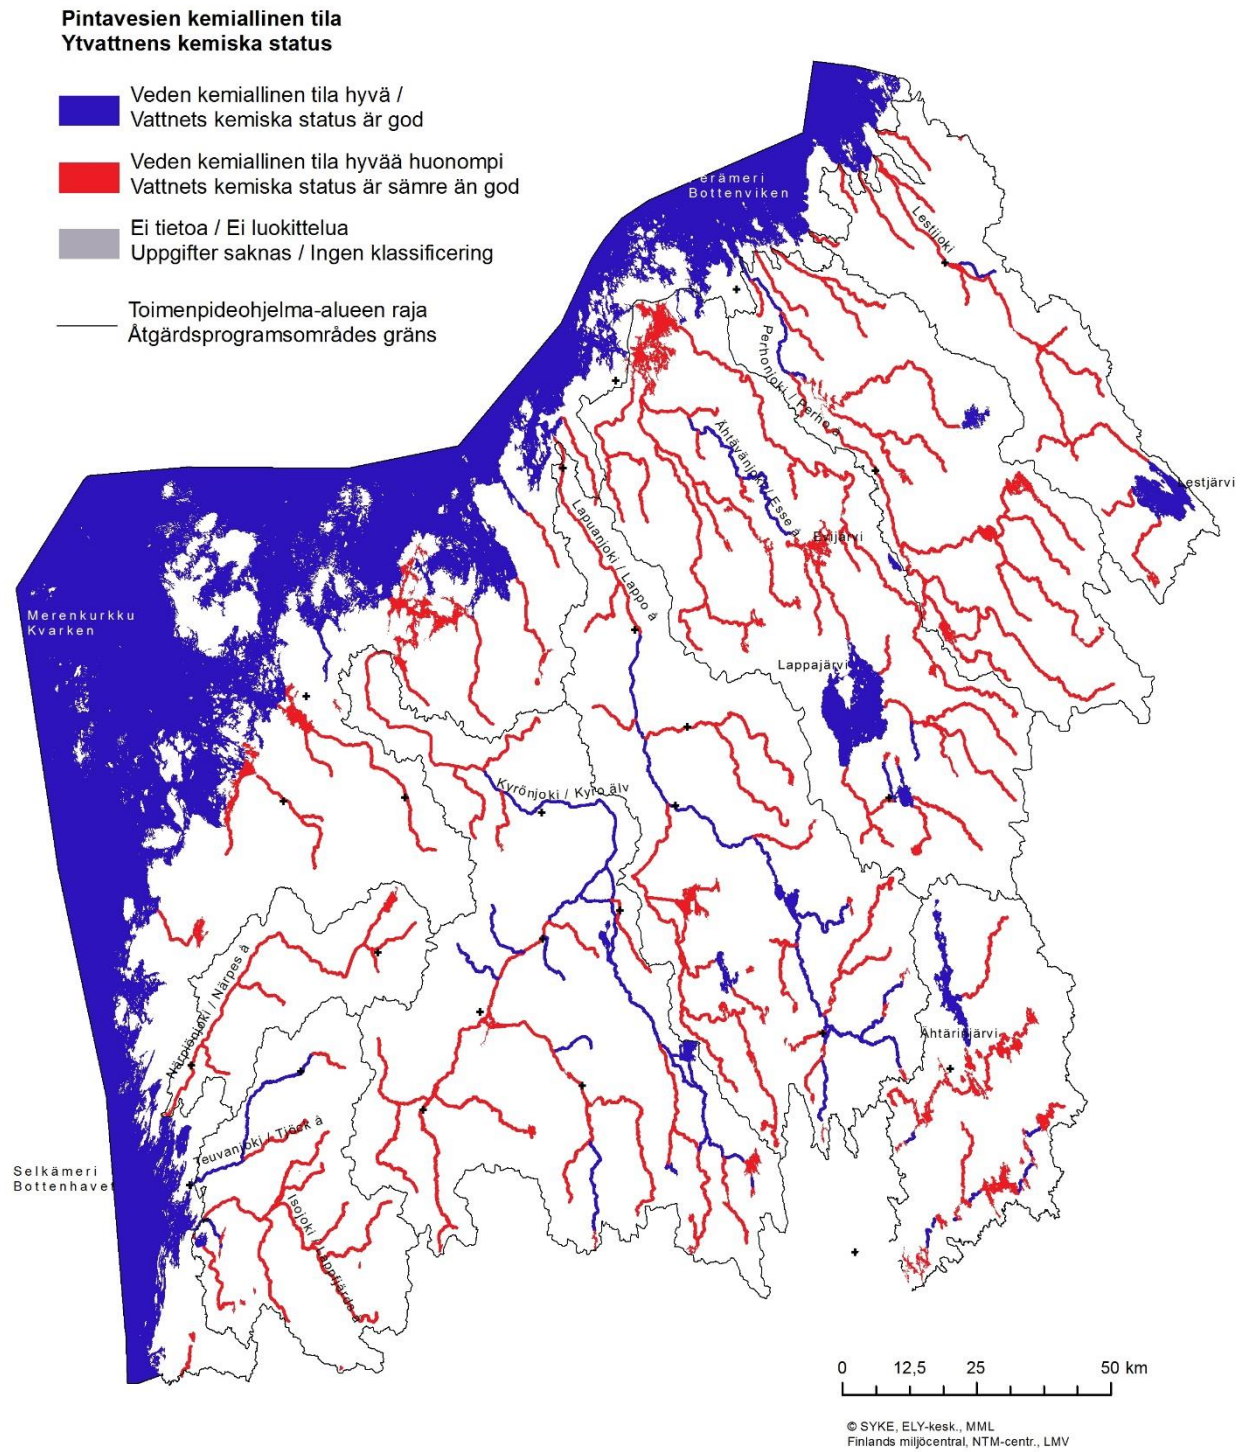 Pintavesien kemiallinen tila
Ytvattnens kemiska status
Veden kemiallinen tila hyvä /
Vattnets kemiska status är god
Veden kemiallinen tila hyvää huonompi
Vattnets kemiska status är sämre än god
Ei tietoa / Ei luokittelua
Uppgifter saknas / Ingen klassificering
Toimenpideohjelma-alueen raja
Åtgärdsprogramsområdes gräns
erämeri
Bottenviken
Lestijoki
Perhonjoki / Perho å
Ähtävänjoki / Esse å
Lestjärvi
Lapuanjoki / Lappo å
Evijärvi
Merenkurkku
Kvarken
Lappajärvi
Kyrönjoki / Kyro älv
Närpiönjoki / Närpes å
Ähtärinjärvi
Teuvanjoki / Tjöck å
Selkämeri
Bottenhavet
Isojoki / Lappfjärds å
0 12,5 25 50 km
© SYKE, ELY-kesk., MML
Finlands miljöcentral, NTM-centr., LMV